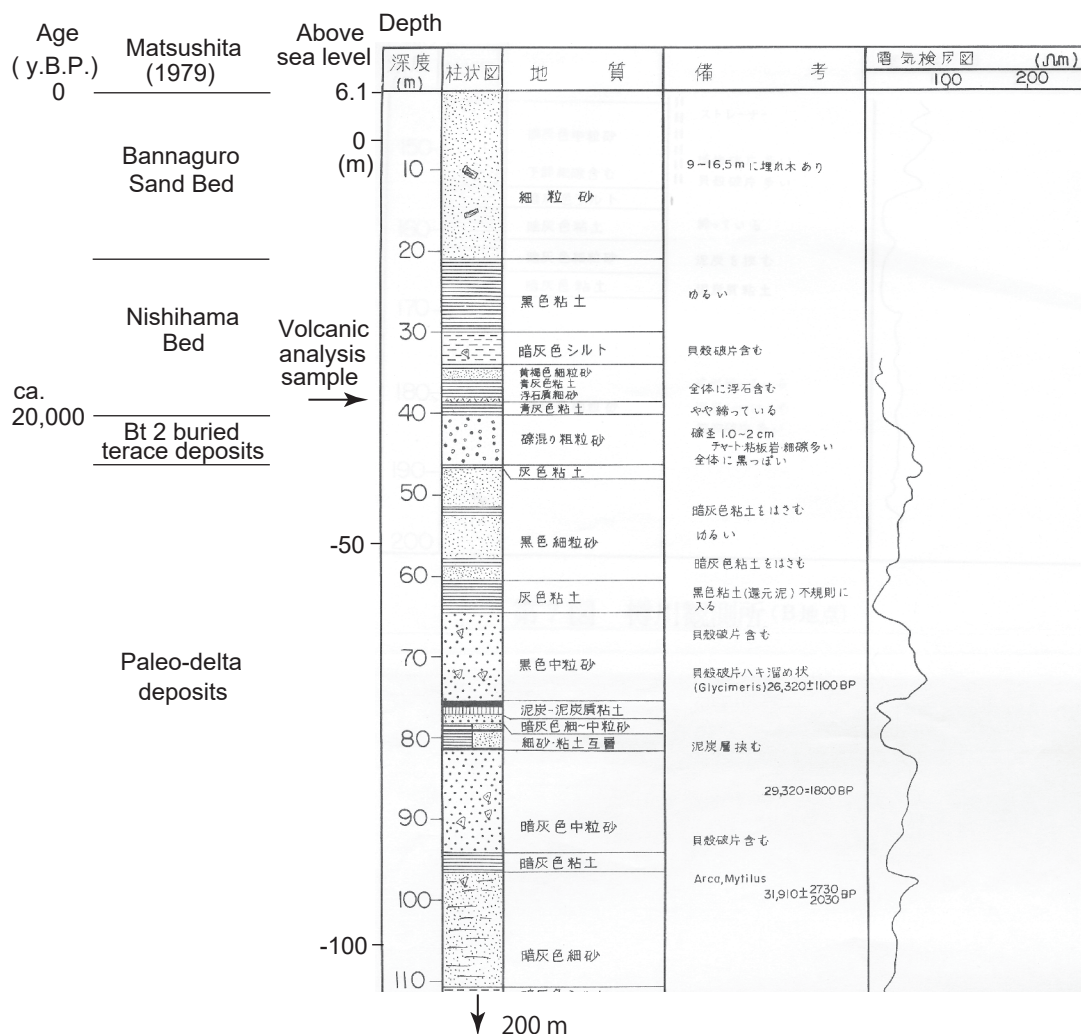 Age
( y.B.P.)
0
ca.
20,000
Matsushita
(1979)
Bannaguro
Sand Bed
Nishihama
Bed
Bt 2 buried
terace deposits
Paleo-delta
deposits
Above
sea level
6.1
0
(m)
Volcanic
analysis
sample
-50
-100
Depth
深度
(m)
柱状図
地 質
備 考
電気検層図 (Ωm)
100 200
10
20
30
40
50
60
70
80
90
100
110
細粒砂
黒色粘土
暗灰色シルト
黄褐色細粒砂
青灰色粘土
浮石質細砂
青灰色粘土
礫混り粗粒砂
灰色粘土
黒色細粒砂
灰色粘土
黒色中粒砂
泥炭-泥炭質粘土
暗灰色細~中粒砂
細砂・粘土互層
暗灰色中粒砂
暗灰色粘土
暗灰色細砂
9~16.5mに埋れ木あり
ゆるい
貝殻破片含む
全体に浮石含む
やや締っている
礫径1.0~2cm
チャート・粘板岩・細礫多い
全体に黒っぽい
暗灰色粘土をはさむ
ゆるい
暗灰色粘土をはさむ
黒色粘土(還元泥)不規則に
入る
貝殻破片含む
貝殻破片ハキ溜め状
(Glycimeris)26,320±1100BP
泥炭層挟む
29,320±1800BP
貝殻破片含む
Arca,Mytilus
31,910±2730
2030BP
200 m